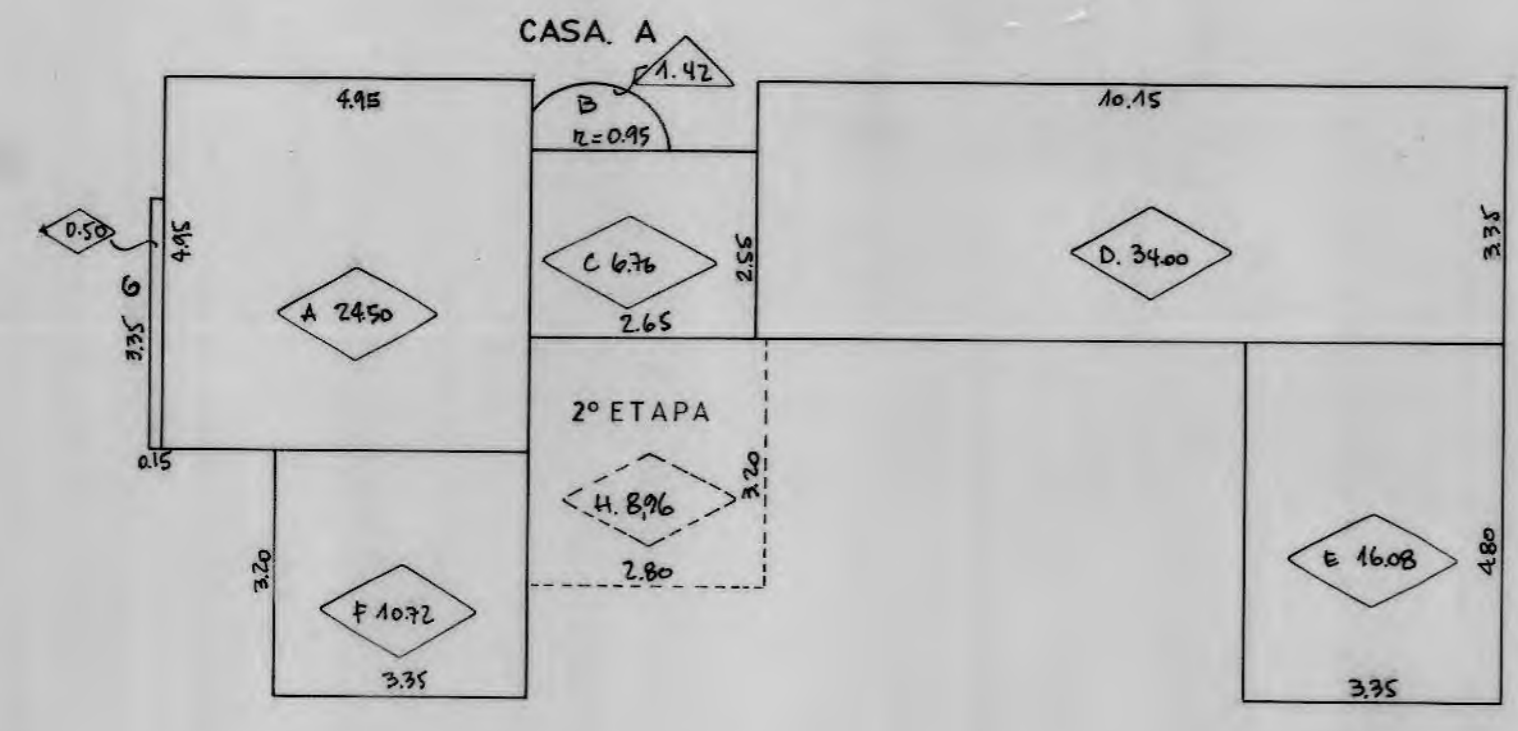 CASA. A
1.42
4.95
B
r=0.95
10.15
0.50
4.95
C 6.76
2.55
D. 34.00
3.35
G
3.35
A 24.50
2.65
2° ETAPA
0.15
H. 8,96
3.20
3.20
2.80
E 16.08
4.80
F 10.72
3.35
3.35